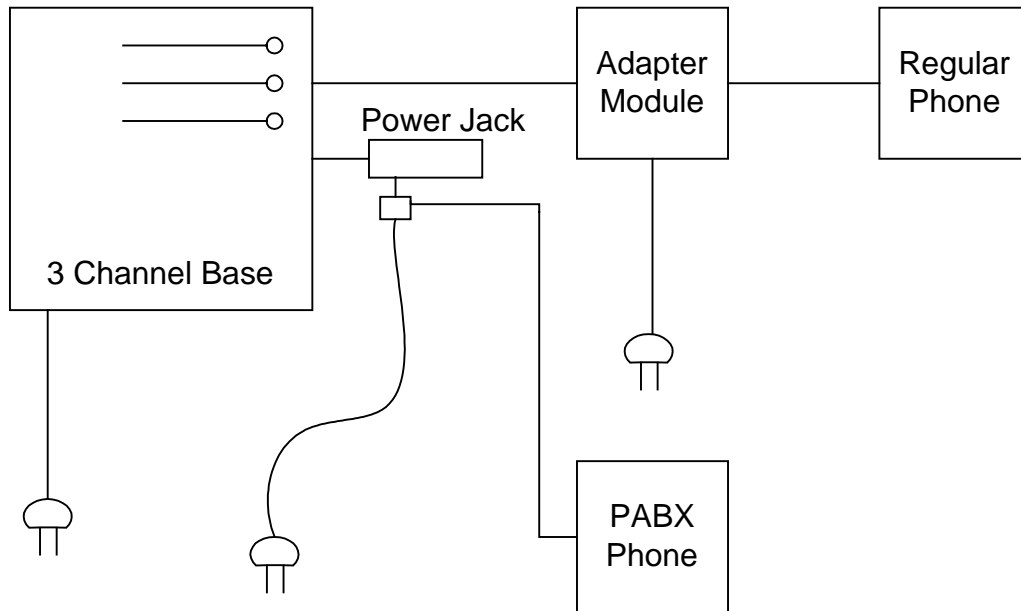 Adapter
Module
Regular
Phone
Power Jack
3 Channel Base
PABX
Phone